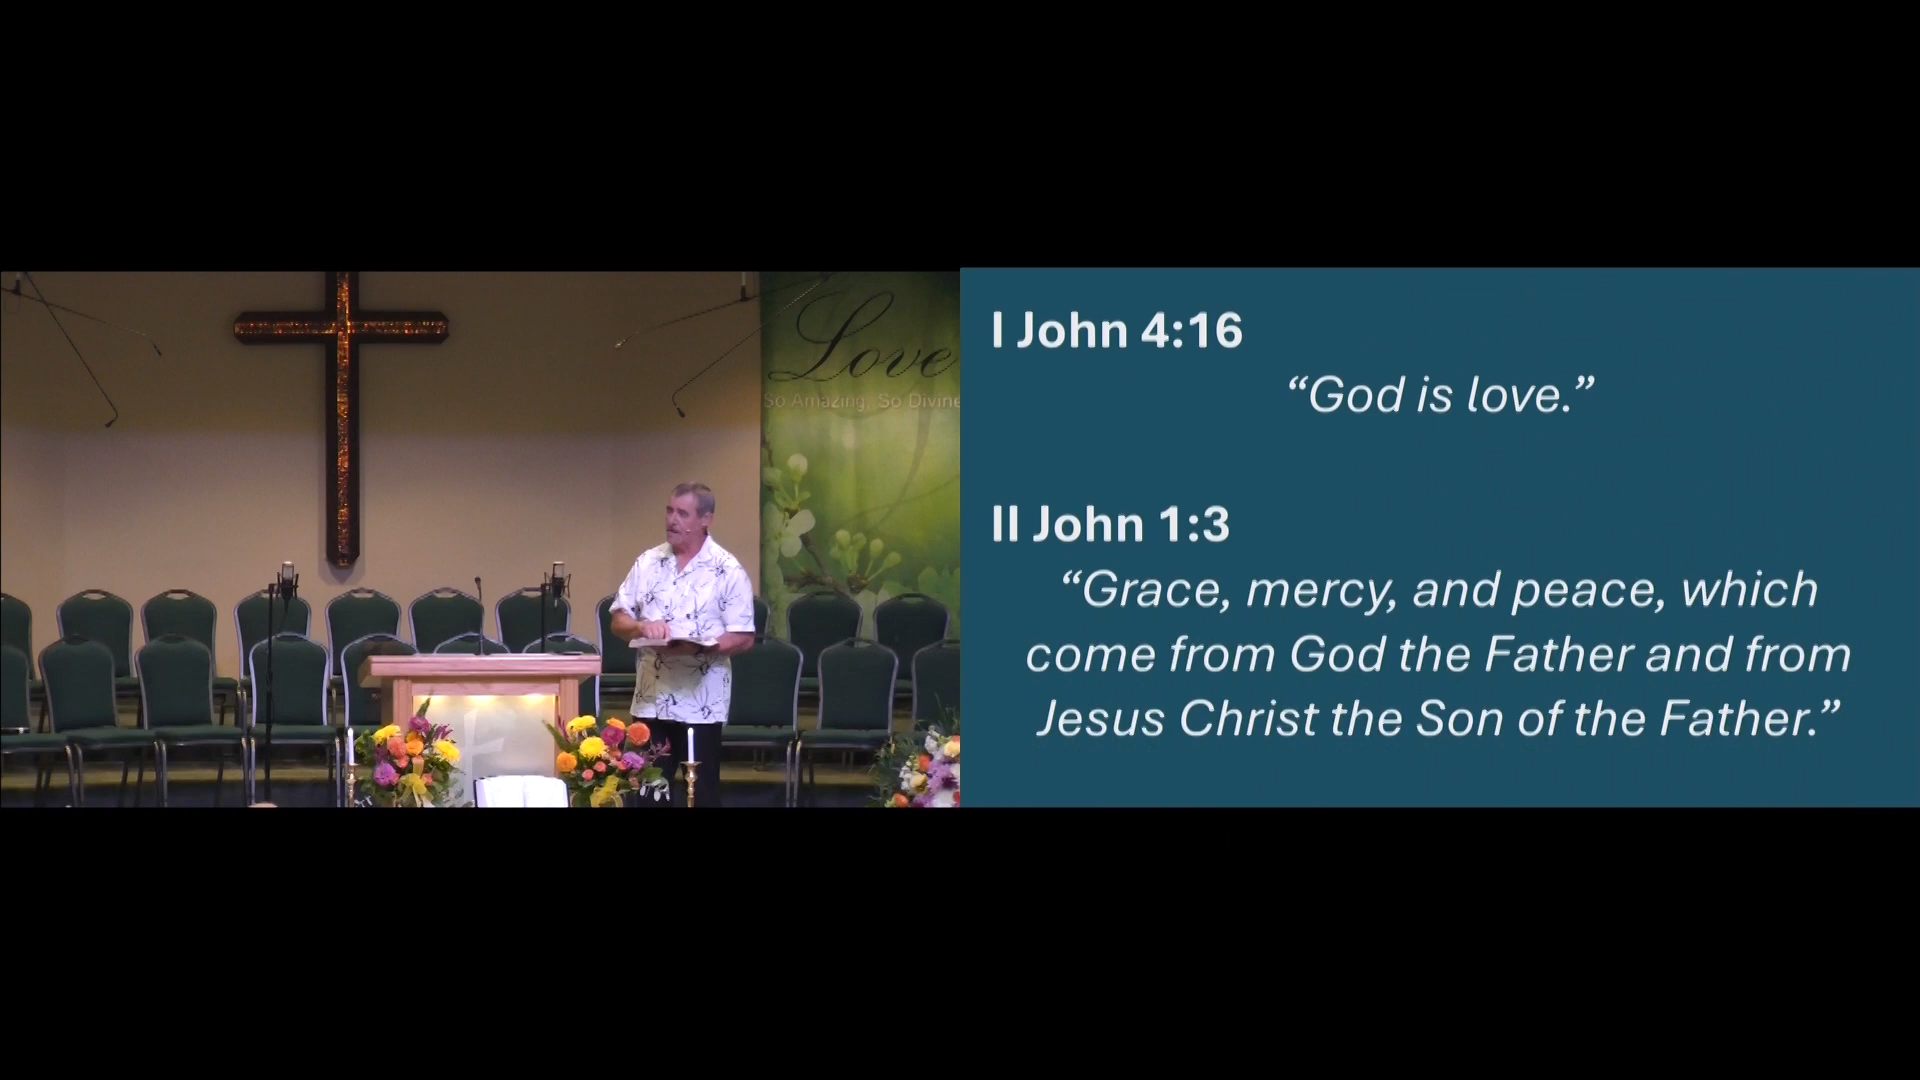 Love
So Amazing, So Divine
I John 4:16
“God is love.”
II John 1:3
“Grace, mercy, and peace, which
come from God the Father and from
Jesus Christ the Son of the Father.”